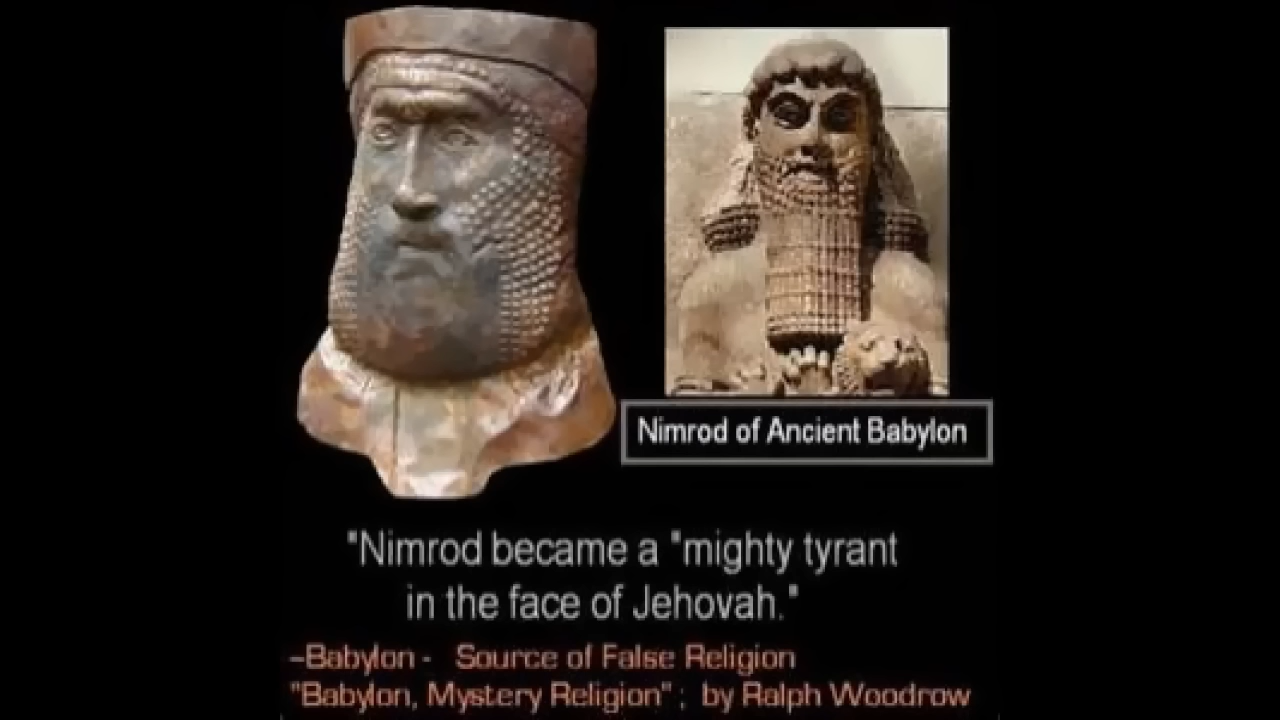 Nimrod of Ancient Babylon
"Nimrod became a "mighty tyrant
in the face of Jehovah."
–Babylon - Source of False Religion
"Babylon, Mystery Religion" ; by Ralph Woodrow